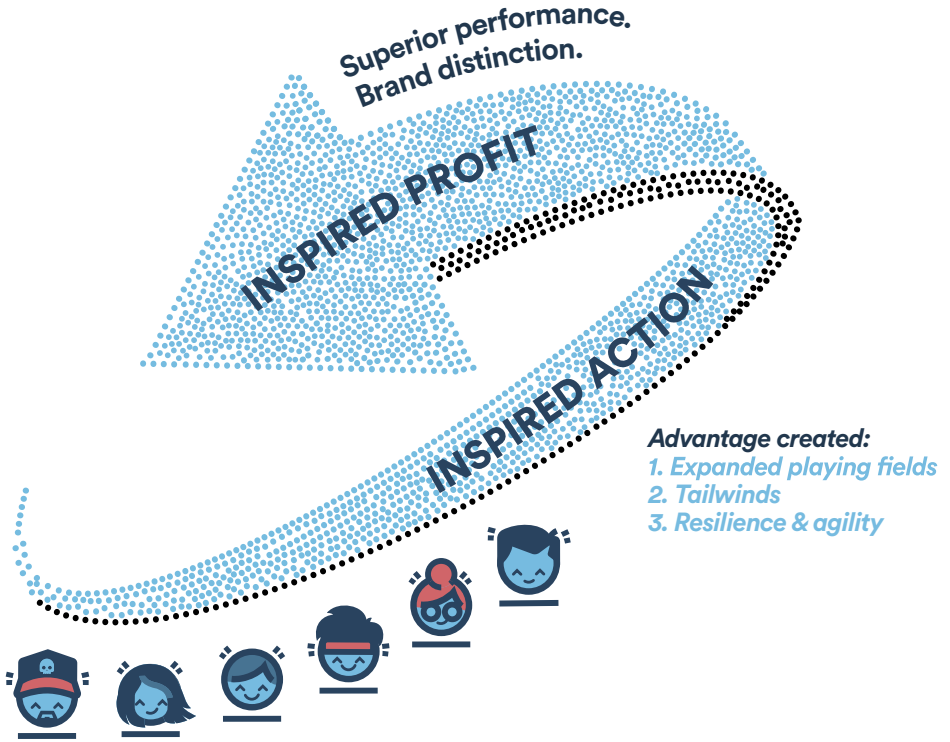 Superior performance.
Brand distinction.
INSPIRED PROFIT
INSPIRED ACTION
Advantage created:
1. Expanded playing fields
2. Tailwinds
3. Resilience & agility